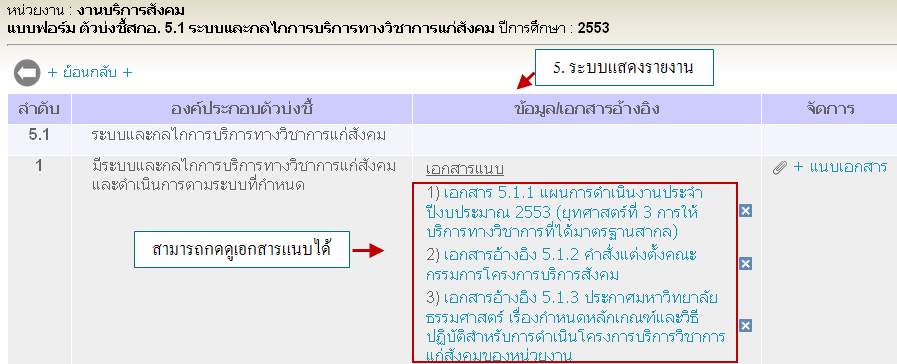 หน่วยงาน : งานบริการสังคม
แบบฟอร์ม ตัวบ่งชี้สกอ. 5.1 ระบบและกลไกการบริการทางวิชาการแก่สังคม ปีการศึกษา : 2553
+ ย้อนกลับ +
5. ระบบแสดงรายงาน
ลำดับ องค์ประกอบตัวบ่งชี้ ข้อมูล/เอกสารอ้างอิง จัดการ
5.1 ระบบและกลไกการบริการทางวิชาการแก่สังคม
1 มีระบบและกลไกการบริการทางวิชาการแก่สังคม
และดำเนินการตามระบบที่กำหนด
เอกสารแนบ
+ แนบเอกสาร
1) เอกสาร 5.1.1 แผนการดำเนินงานประจำ
ปีงบประมาณ 2553 (ยุทศาสตร์ที่ 3 การให้
บริการทางวิชาการที่ได้มาตรฐานสากล)
สามารถกดดูเอกสารแนบได้
2) เอกสารอ้างอิง 5.1.2 คำสั่งแต่งตั้งคณะ
กรรมการโครงการบริการสังคม
3) เอกสารอ้างอิง 5.1.3 ประกาศมหาวิทยาลัย
ธรรมศาสตร์ เรื่องกำหนดหลักเกณฑ์และวิธี
ปฏิบัติสำหรับการดำเนินโครงการบริการวิชาการ
แก่สังคมของหน่วยงาน